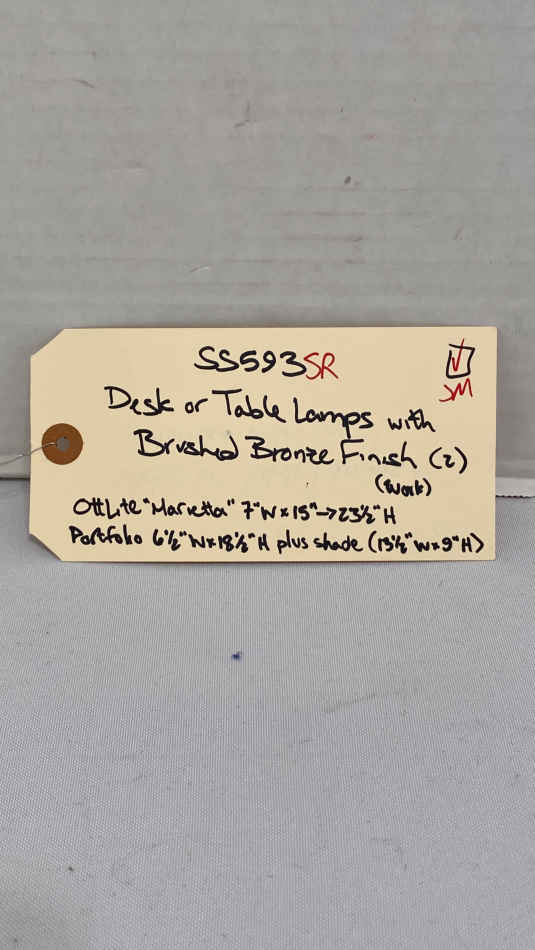 SS593SR
JM
Desk or Table Lamps with
Brushed Bronze Finish (2)
(work)
OttLite "Marietta" 7"W x 15"→23½"H
Portfolio 6½"W x 18½"H plus shade (13½"W x 9"H)